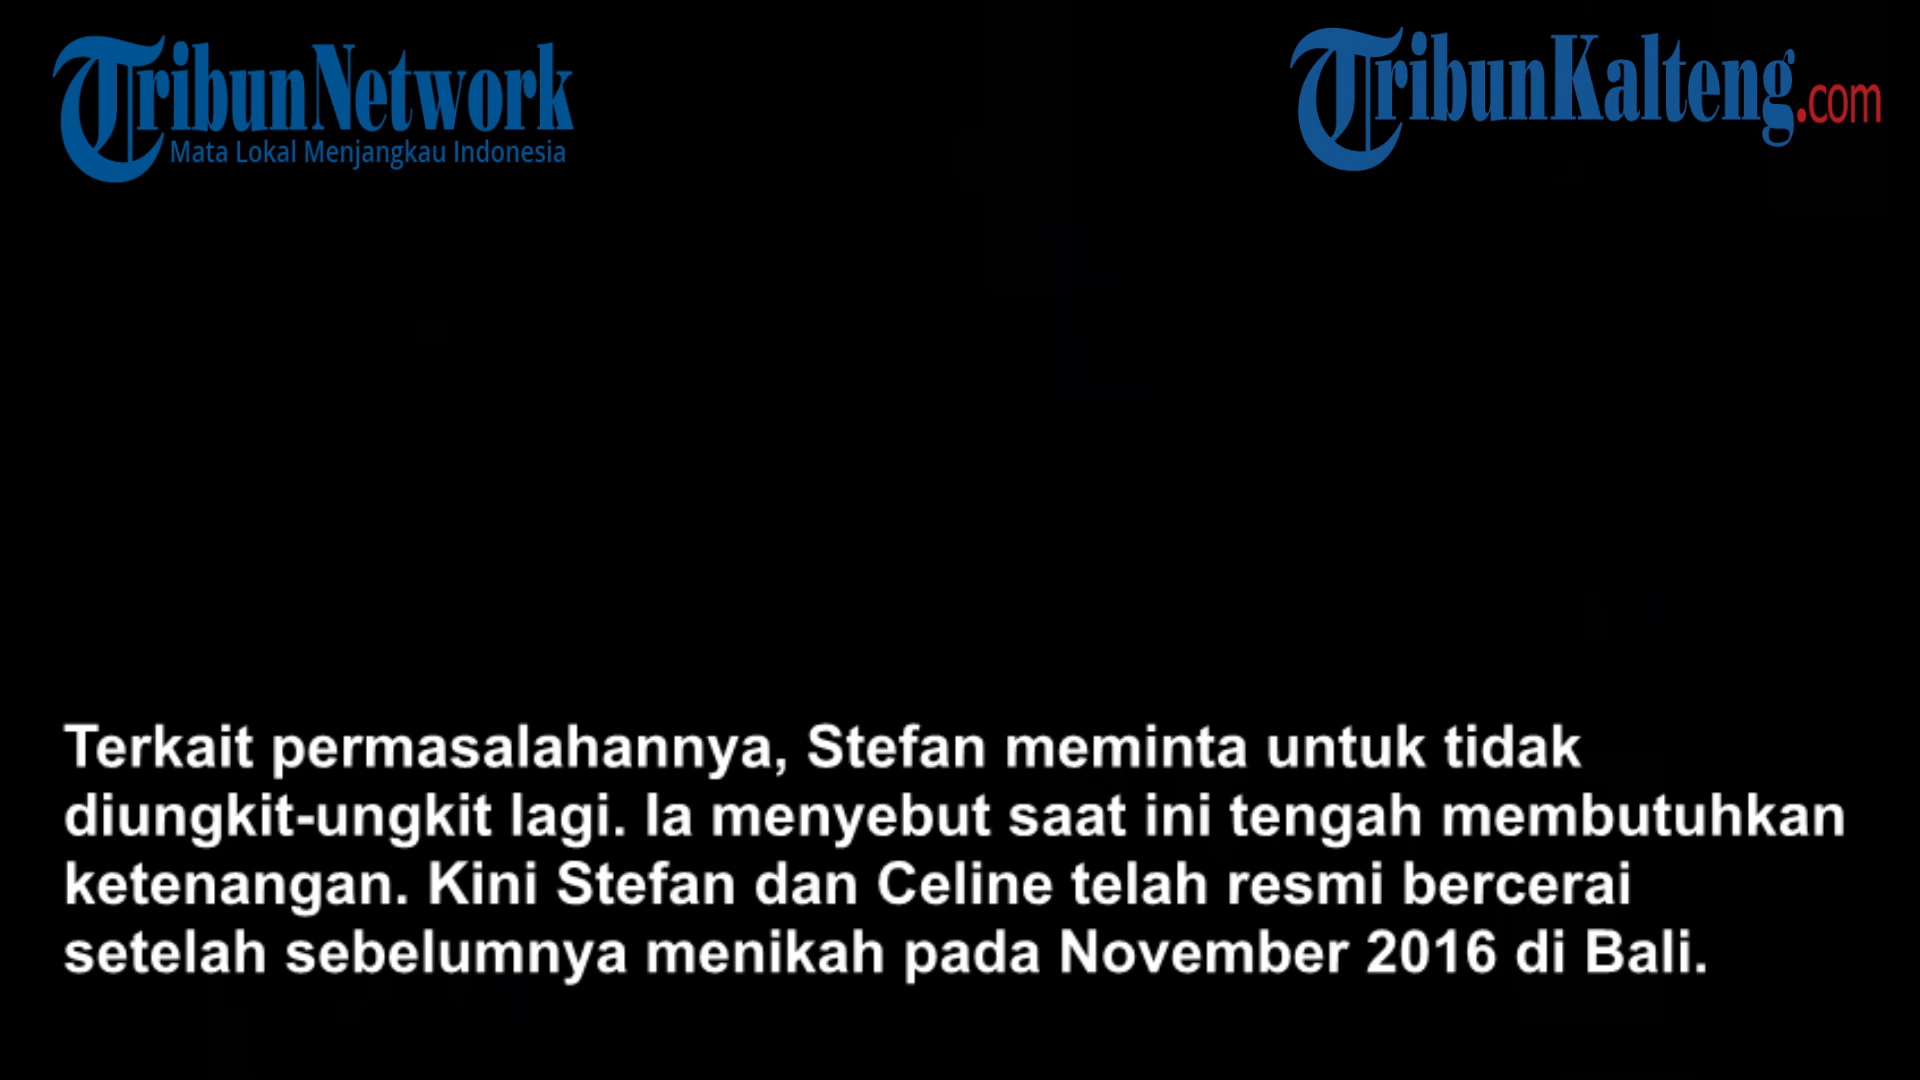 TribunNetwork
Mata Lokal Menjangkau Indonesia
TribunKalteng.com
Terkait permasalahannya, Stefan meminta untuk tidak
diungkit-ungkit lagi. Ia menyebut saat ini tengah membutuhkan
ketenangan. Kini Stefan dan Celine telah resmi bercerai
setelah sebelumnya menikah pada November 2016 di Bali.